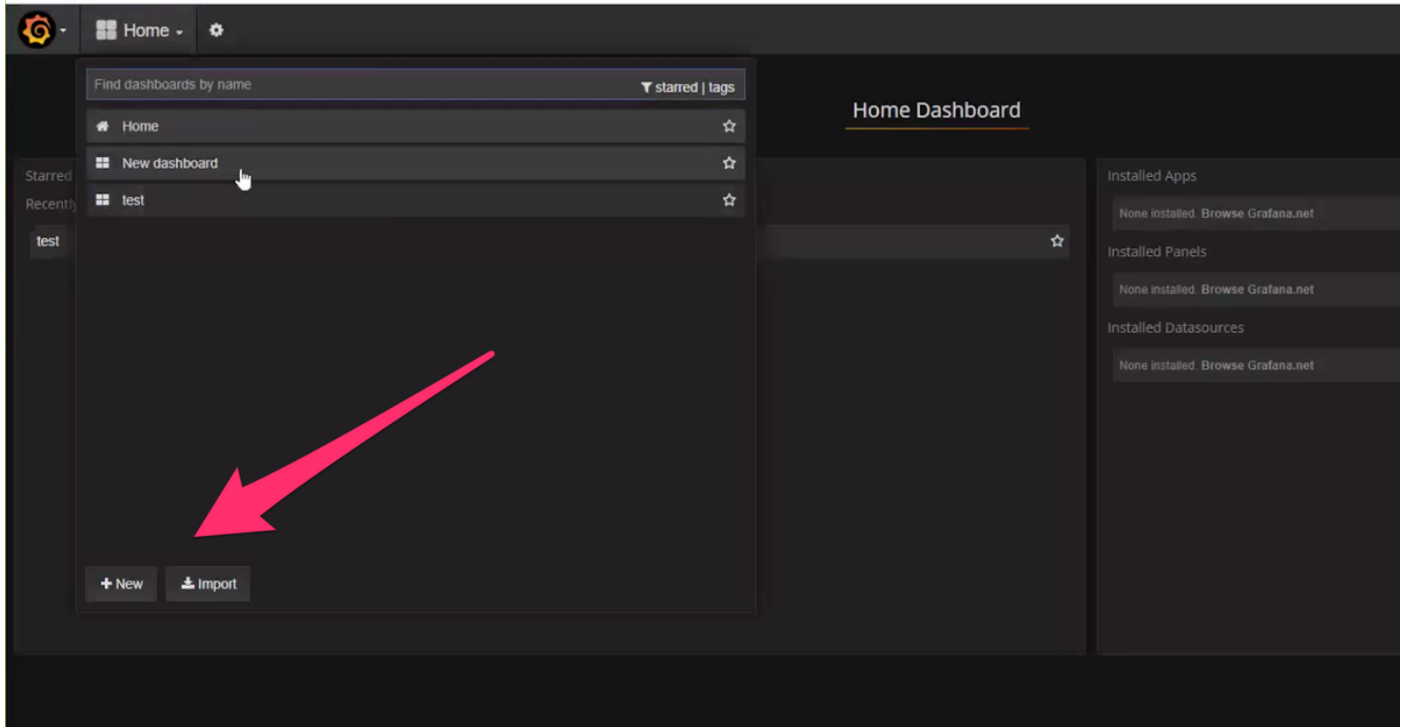 Home
Find dashboards by name
starred | tags
Home
New dashboard
test
+ New
Import
Home Dashboard
Starred
Recently
test
Installed Apps
None installed. Browse Grafana.net
Installed Panels
None installed. Browse Grafana.net
Installed Datasources
None installed. Browse Grafana.net